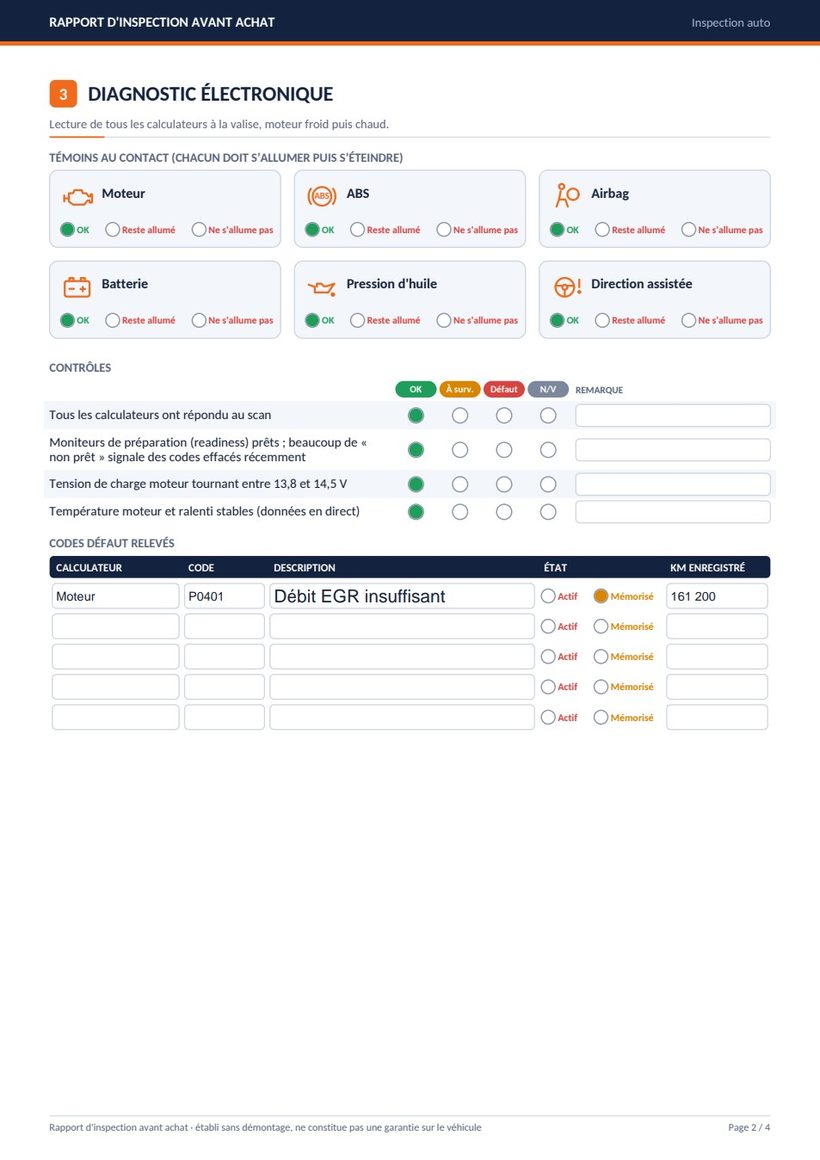 RAPPORT D'INSPECTION AVANT ACHAT
Inspection auto
3 DIAGNOSTIC ÉLECTRONIQUE
Lecture de tous les calculateurs à la valise, moteur froid puis chaud.
TÉMOINS AU CONTACT (CHACUN DOIT S'ALLUMER PUIS S'ÉTEINDRE)
Moteur
OK Reste allumé Ne s'allume pas
ABS ABS
OK Reste allumé Ne s'allume pas
Airbag
OK Reste allumé Ne s'allume pas
Batterie
OK Reste allumé Ne s'allume pas
Pression d'huile
OK Reste allumé Ne s'allume pas
Direction assistée
OK Reste allumé Ne s'allume pas
CONTRÔLES
OK À surv. Défaut N/V REMARQUE
Tous les calculateurs ont répondu au scan
Moniteurs de préparation (readiness) prêts ; beaucoup de «
non prêt » signale des codes effacés récemment
Tension de charge moteur tournant entre 13,8 et 14,5 V
Température moteur et ralenti stables (données en direct)
CODES DÉFAUT RELEVÉS
CALCULATEUR CODE DESCRIPTION ÉTAT KM ENREGISTRÉ
Moteur P0401 Débit EGR insuffisant Actif Mémorisé 161 200
Actif Mémorisé
Actif Mémorisé
Actif Mémorisé
Actif Mémorisé
Rapport d'inspection avant achat · établi sans démontage, ne constitue pas une garantie sur le véhicule
Page 2 / 4